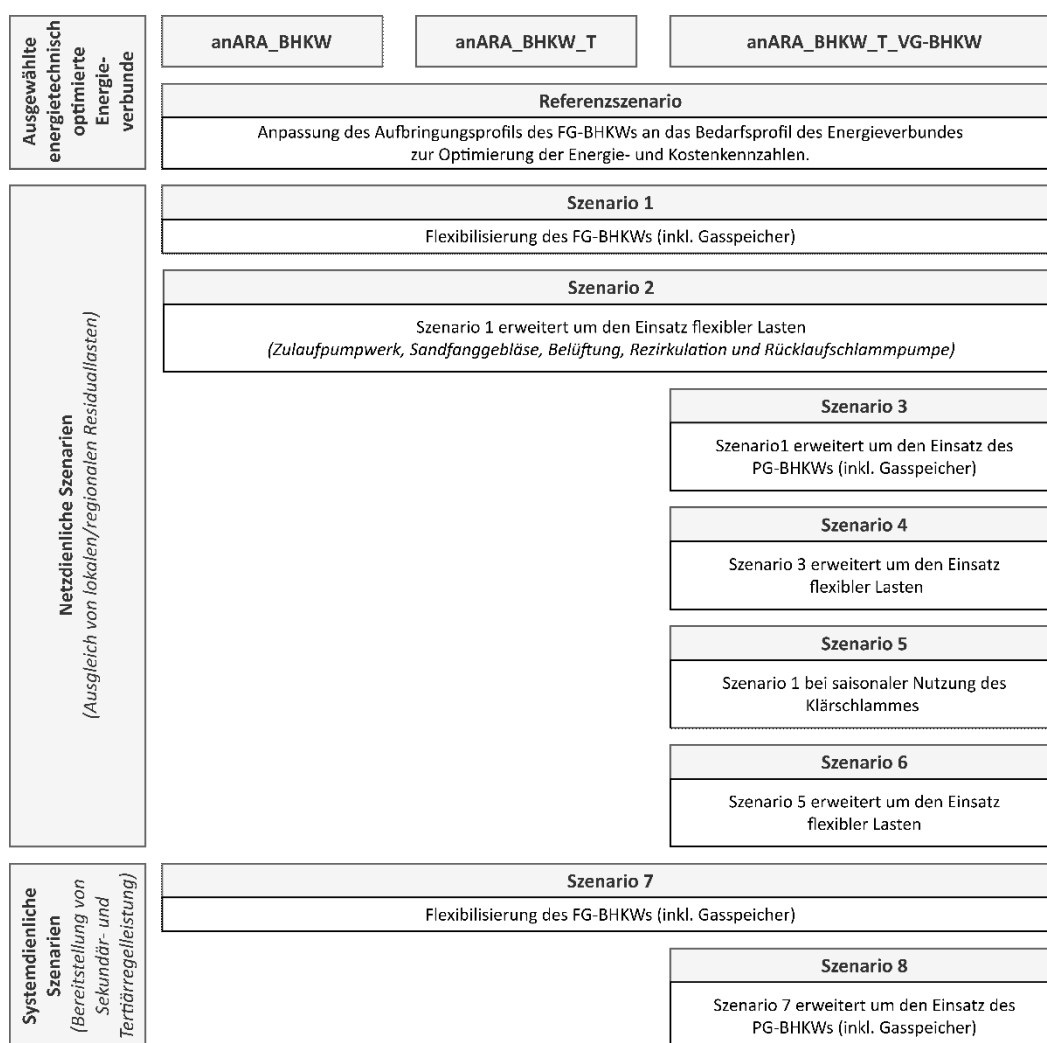 Ausgewählte
energietechnisch
optimierte
Energie-
verbunde
anARA_BHKW
anARA_BHKW_T
anARA_BHKW_T_VG-BHKW
Referenzszenario
Anpassung des Aufbringungsprofils des FG-BHKWs an das Bedarfsprofil des Energieverbundes
zur Optimierung der Energie- und Kostenkennzahlen.
Netzdienliche Szenarien
(Ausgleich von lokalen/regionalen Residuallasten)
Szenario 1
Flexibilisierung des FG-BHKWs (inkl. Gasspeicher)
Szenario 2
Szenario 1 erweitert um den Einsatz flexibler Lasten
(Zulaufpumpwerk, Sandfanggebläse, Belüftung, Rezirkulation und Rücklaufschlammpumpe)
Szenario 3
Szenario1 erweitert um den Einsatz des
PG-BHKWs (inkl. Gasspeicher)
Szenario 4
Szenario 3 erweitert um den Einsatz
flexibler Lasten
Szenario 5
Szenario 1 bei saisonaler Nutzung des
Klärschlammes
Szenario 6
Szenario 5 erweitert um den Einsatz
flexibler Lasten
Systemdienliche
Szenarien
(Bereitstellung von
Sekundär- und
Tertiärregelleistung)
Szenario 7
Flexibilisierung des FG-BHKWs (inkl. Gasspeicher)
Szenario 8
Szenario 7 erweitert um den Einsatz des
PG-BHKWs (inkl. Gasspeicher)